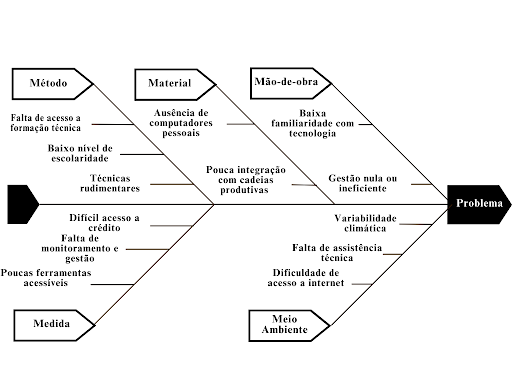 Método
Material
Mão-de-obra
Falta de acesso a
formação técnica
Baixo nível de
escolaridade
Técnicas
rudimentares
Ausência de
computadores
pessoais
Pouca integração
com cadeias
produtivas
Baixa
familiaridade com
tecnologia
Gestão nula ou
ineficiente
Problema
Difícil acesso a
crédito
Falta de
monitoramento e
gestão
Poucas ferramentas
acessíveis
Variabilidade
climática
Falta de assistência
técnica
Dificuldade de
acesso a internet
Medida
Meio
Ambiente